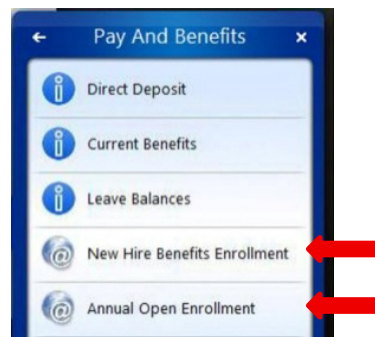 Pay And Benefits
Direct Deposit
Current Benefits
Leave Balances
New Hire Benefits Enrollment
Annual Open Enrollment